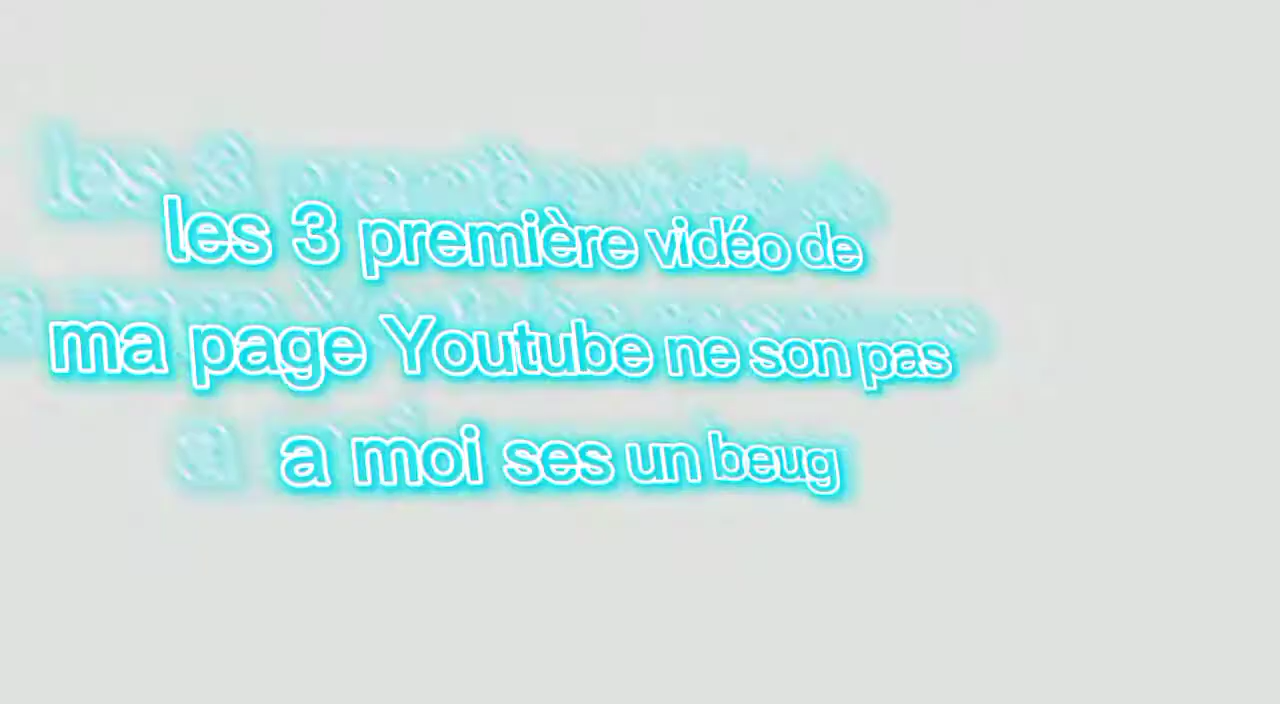 les 3 première vidéo de
ma page Youtube ne son pas
a moi ses un beug